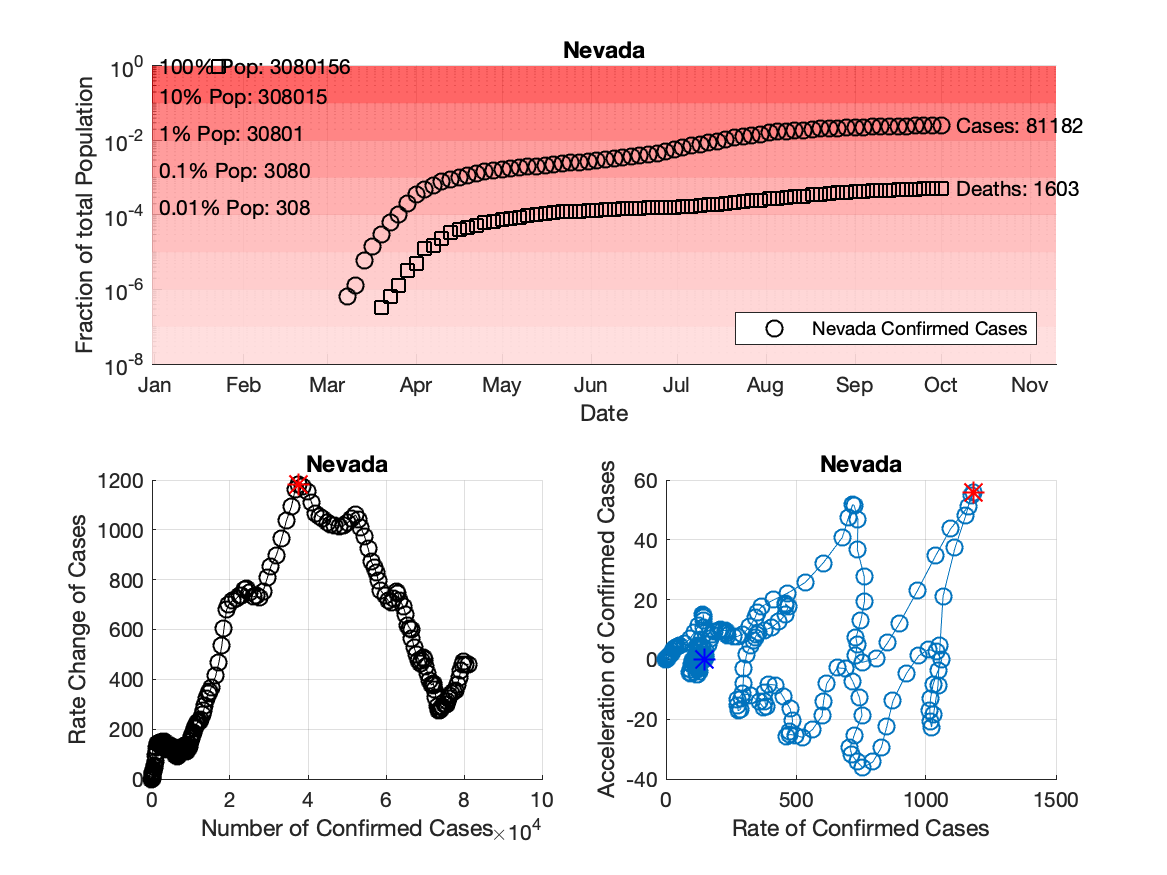 Nevada
10^0
10^-2
10^-4
10^-6
10^-8
Fraction of total Population
100% Pop: 3080156
10% Pop: 308015
1% Pop: 30801
0.1% Pop: 3080
0.01% Pop: 308
Cases: 81182
Deaths: 1603
Nevada Confirmed Cases
Jan Feb Mar Apr May Jun Jul Aug Sep Oct Nov
Date
Nevada
1200
1000
800
600
400
200
0
Rate Change of Cases
0 2 4 6 8 10
Number of Confirmed Cases ×10^4
Nevada
60
40
20
0
-20
-40
Acceleration of Confirmed Cases
0 500 1000 1500
Rate of Confirmed Cases